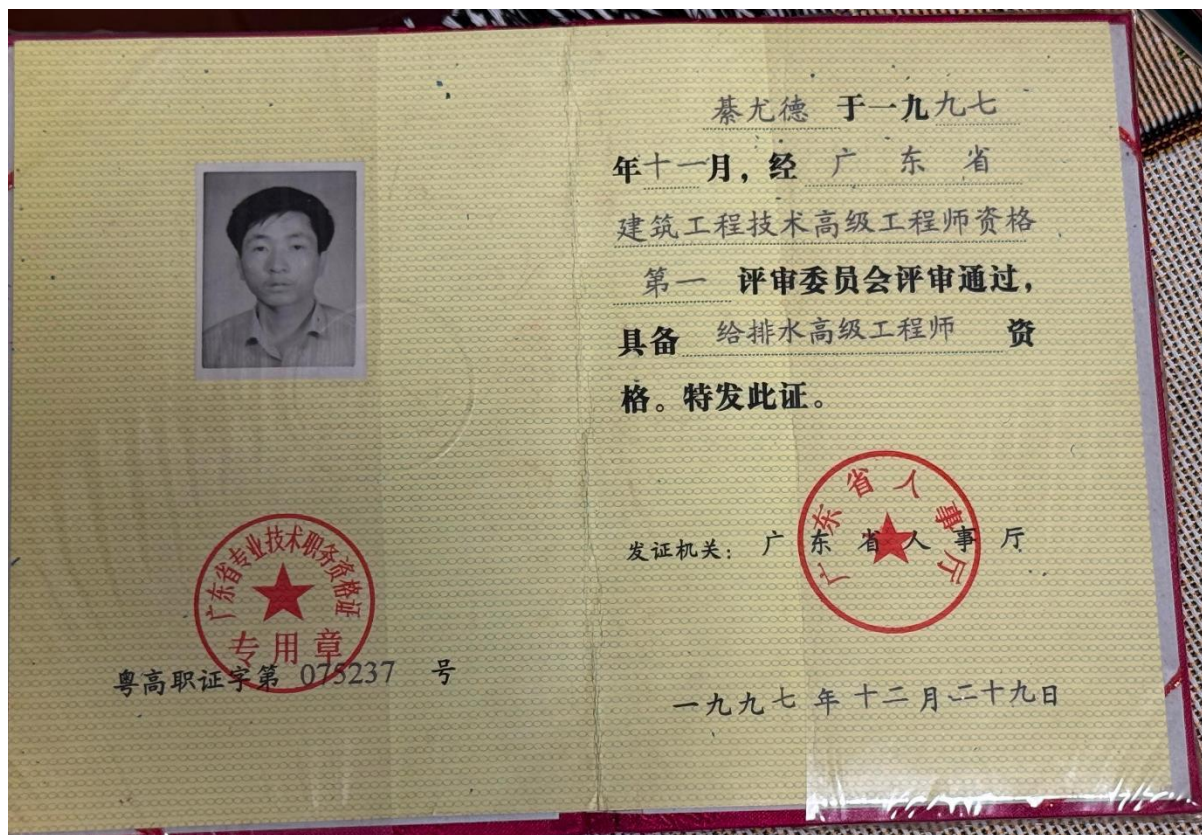 广东省专业技术职务资格证
专用章
粤高职证字第 075237 号
綦尤德 于一九九七
年十一月，经 广东省
建筑工程技术高级工程师资格
第一 评审委员会评审通过，
具备 给排水高级工程师 资
格。特发此证。
广东省人事厅
发证机关：广东省人事厅
一九九七年十二月二十九日